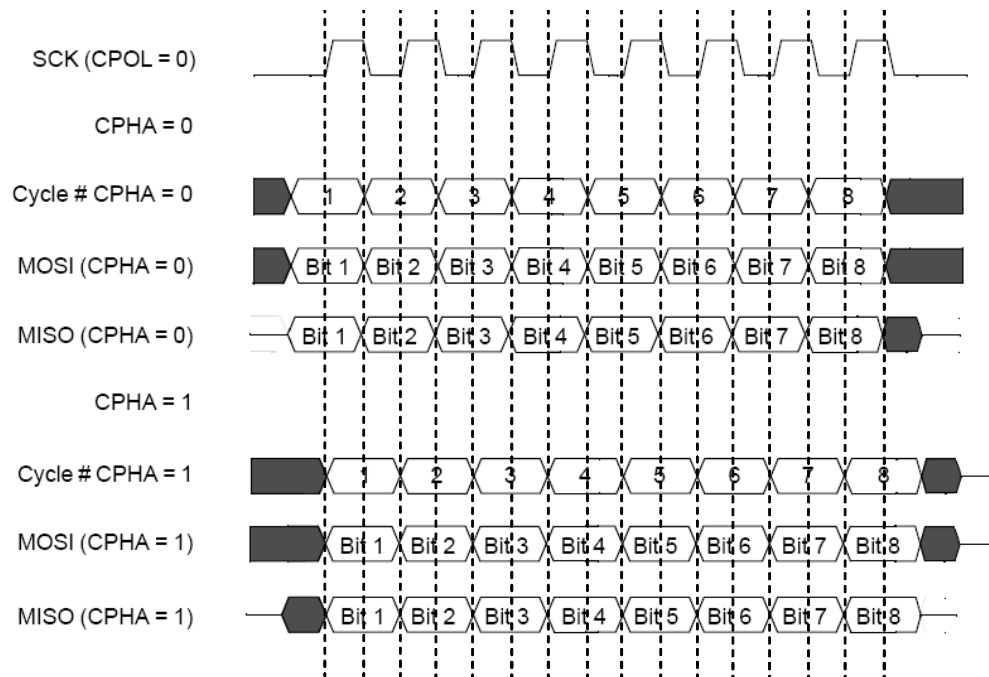 SCK (CPOL = 0)
CPHA = 0
Cycle # CPHA = 0 1 2 3 4 5 6 7 8
MOSI (CPHA = 0) Bit 1 Bit 2 Bit 3 Bit 4 Bit 5 Bit 6 Bit 7 Bit 8
MISO (CPHA = 0) Bit 1 Bit 2 Bit 3 Bit 4 Bit 5 Bit 6 Bit 7 Bit 8
CPHA = 1
Cycle # CPHA = 1 1 2 3 4 5 6 7 8
MOSI (CPHA = 1) Bit 1 Bit 2 Bit 3 Bit 4 Bit 5 Bit 6 Bit 7 Bit 8
MISO (CPHA = 1) Bit 1 Bit 2 Bit 3 Bit 4 Bit 5 Bit 6 Bit 7 Bit 8